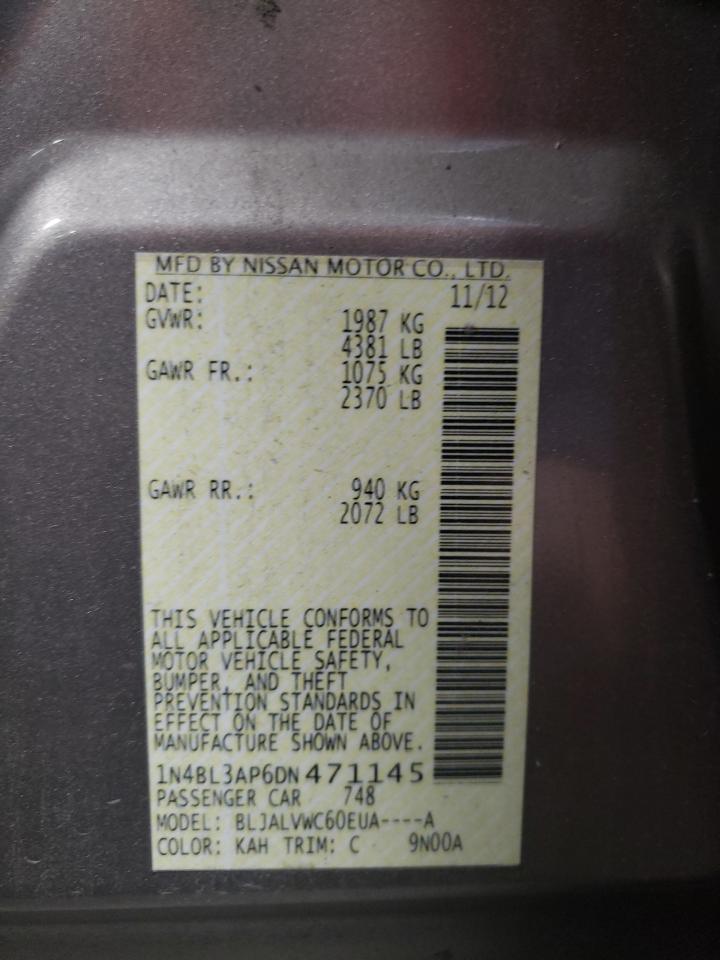 MFD BY NISSAN MOTOR CO., LTD.
DATE: 11/12
GVWR: 1987 KG
4381 LB
GAWR FR.: 1075 KG
2370 LB
GAWR RR.: 940 KG
2072 LB
THIS VEHICLE CONFORMS TO
ALL APPLICABLE FEDERAL
MOTOR VEHICLE SAFETY,
BUMPER, AND THEFT
PREVENTION STANDARDS IN
EFFECT ON THE DATE OF
MANUFACTURE SHOWN ABOVE.
1N4BL3AP6DN471145
PASSENGER CAR 748
MODEL: BLJALVWC60EUA----A
COLOR: KAH TRIM: C 9N00A